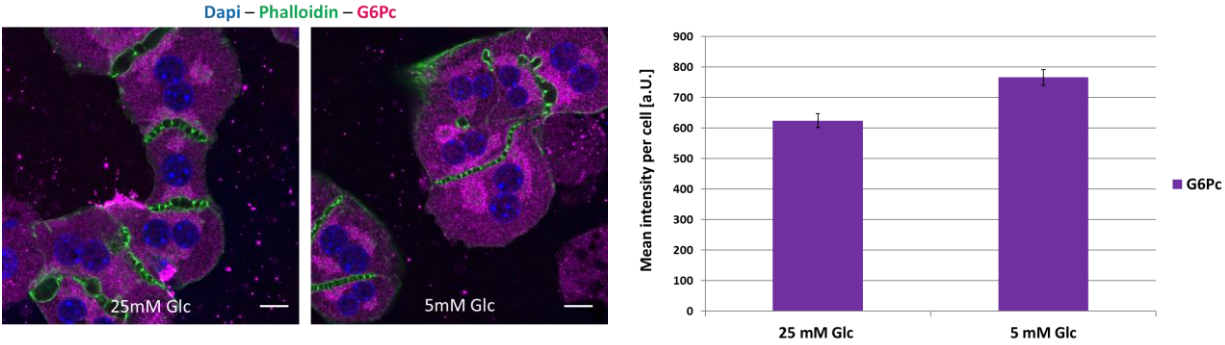 Dapi – Phalloidin – G6Pc
25mM Glc
5mM Glc
Mean intensity per cell [a.U.]
900
800
700
600
500
400
300
200
100
0
25 mM Glc
5 mM Glc
G6Pc